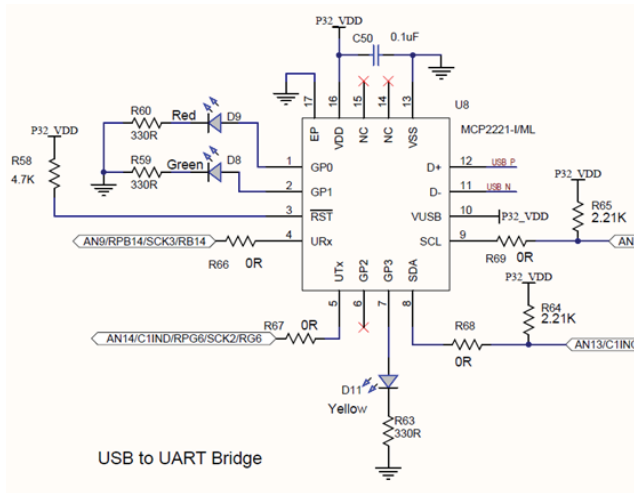 P32_VDD
C50 0.1uF
17 16 15 14 13
U8
EP VDD NC NC VSS
MCP2221-I/ML
R60 Red D9
P32_VDD
330R
R58
R59 Green D8
4.7K
330R
1 GP0
2 GP1
3 RST
4 URx
D+ 12 USB_P
D- 11 USB_N
VUSB 10 P32_VDD
SCL 9
P32_VDD
R65
2.21K
AN9/RPB14/SCK3/RB14
R66 0R
R69 0R
AN
UTx GP2 GP3 SDA
5 6 7 8
P32_VDD
R64
2.21K
R67 0R
AN14/C1IND/RPG6/SCK2/RG6
R68
0R
AN13/C1INC
D11
Yellow
R63
330R
USB to UART Bridge